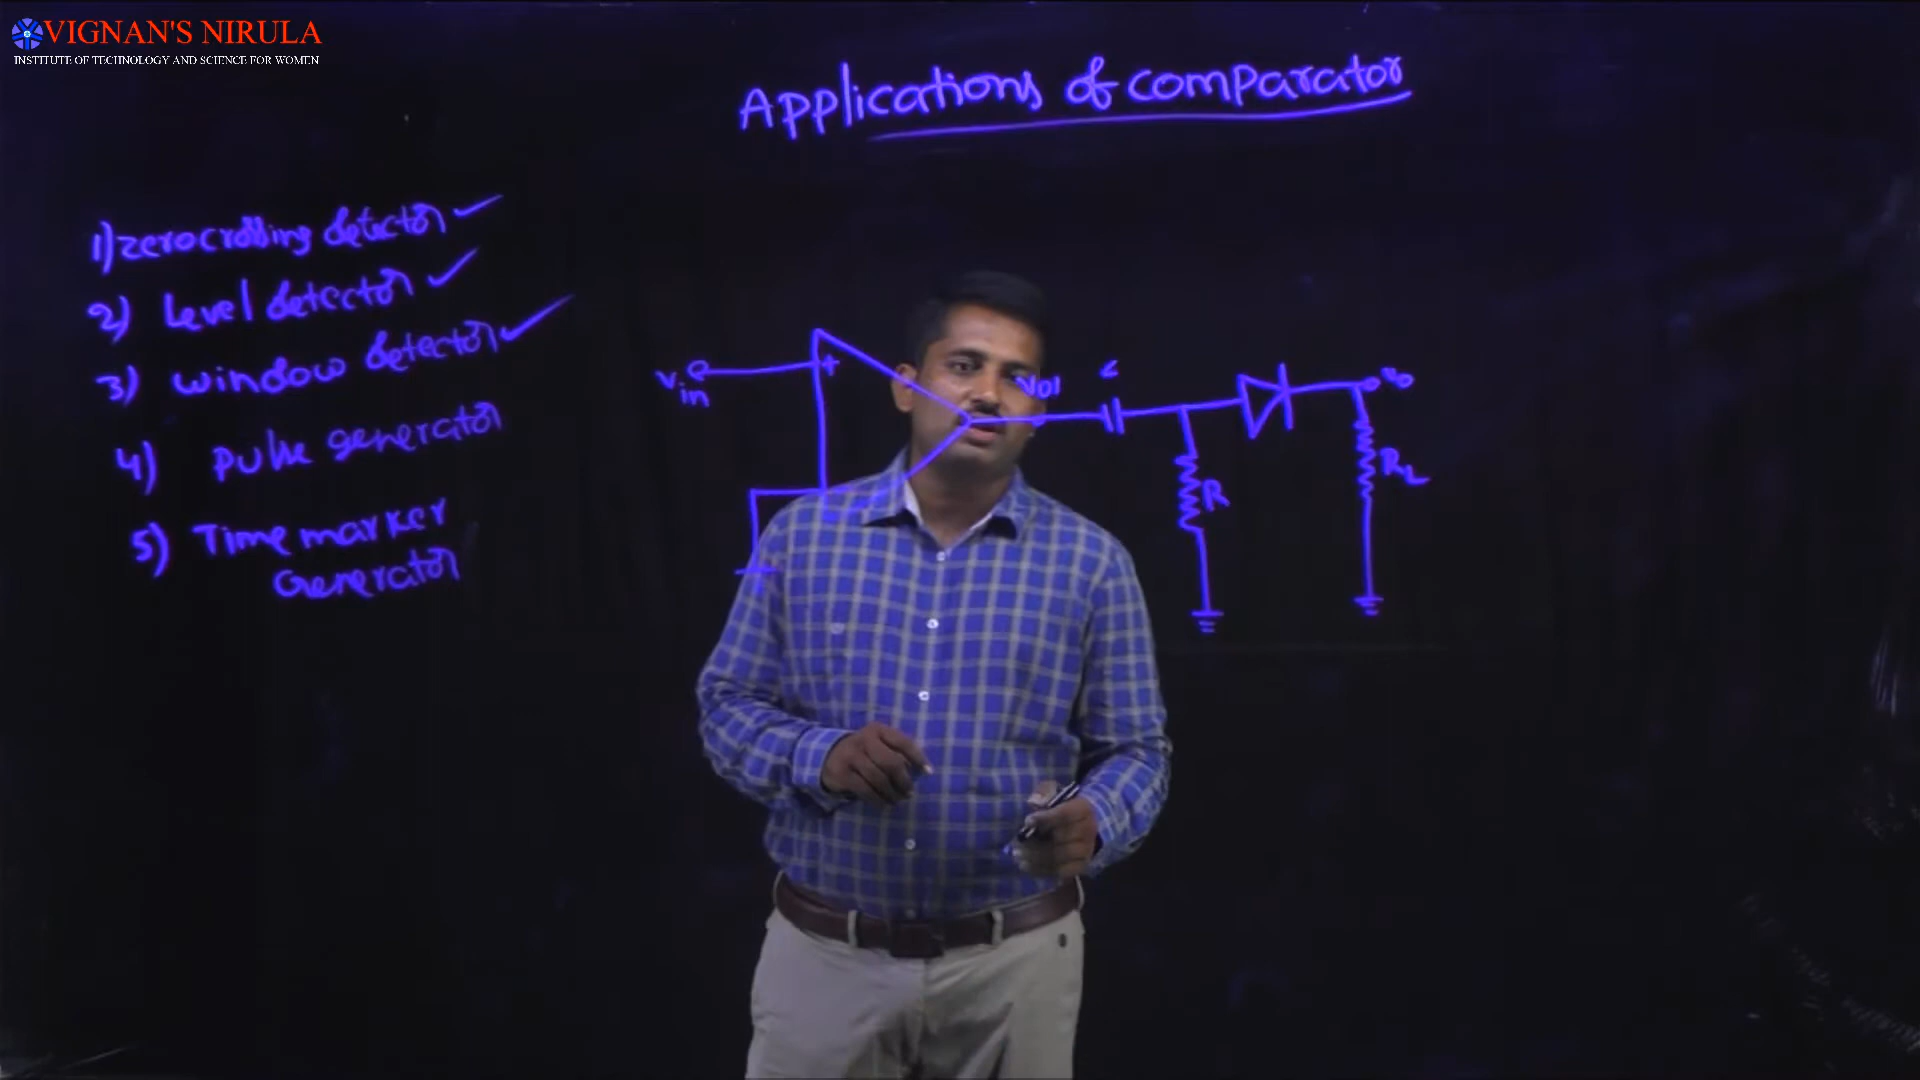 VIGNAN'S NIRULA
INSTITUTE OF TECHNOLOGY AND SCIENCE FOR WOMEN
Applications of comparator
1) zerocrossing detector ✓
2) Level detector ✓
3) window detector ✓
4) pulse generator
5) Time marker
Generator
Vin
+
Vo1
C
Vo
R
RL